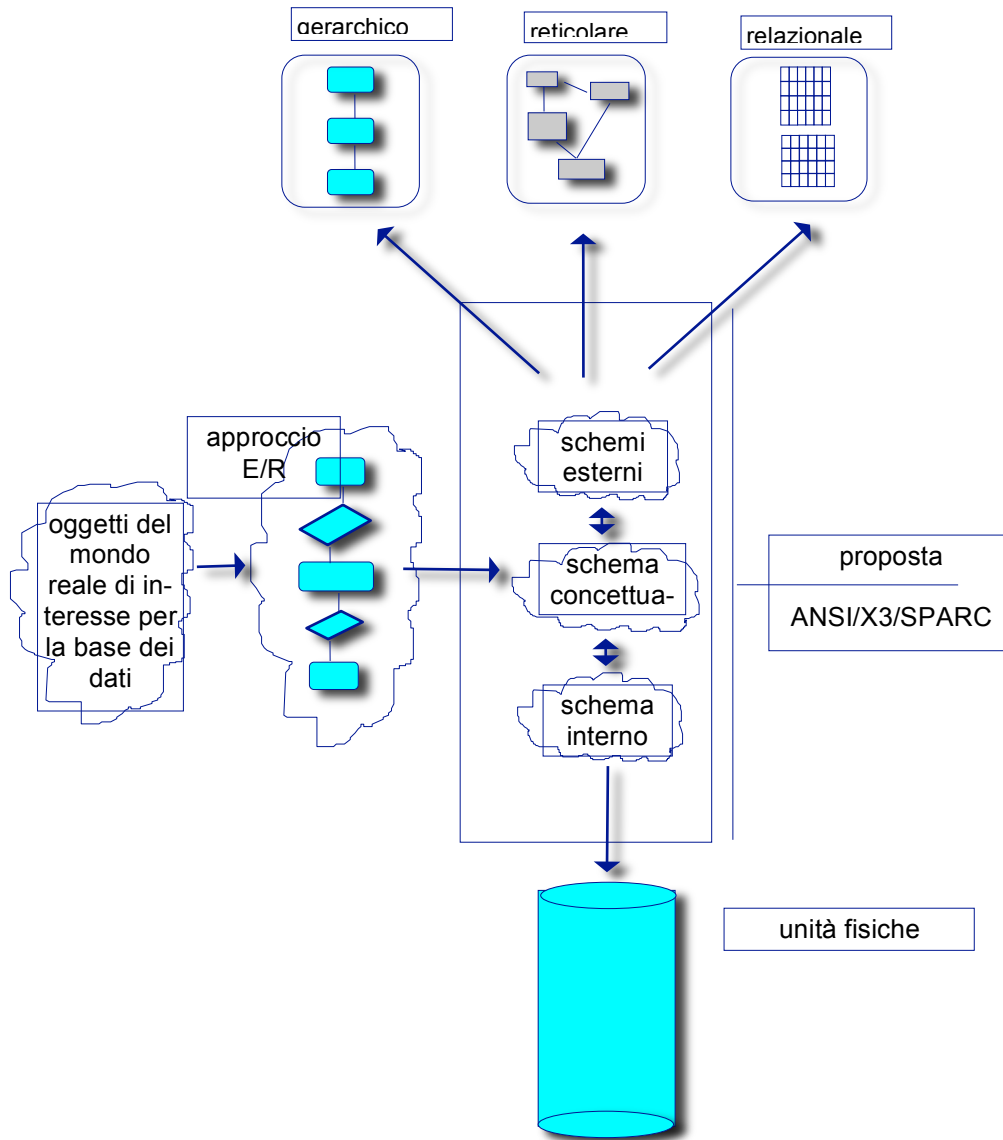 gerarchico
reticolare
relazionale
approccio
E/R
schemi
esterni
oggetti del
mondo
reale di in-
teresse per
la base dei
dati
schema
concettua-
proposta
ANSI/X3/SPARC
schema
interno
unità fisiche